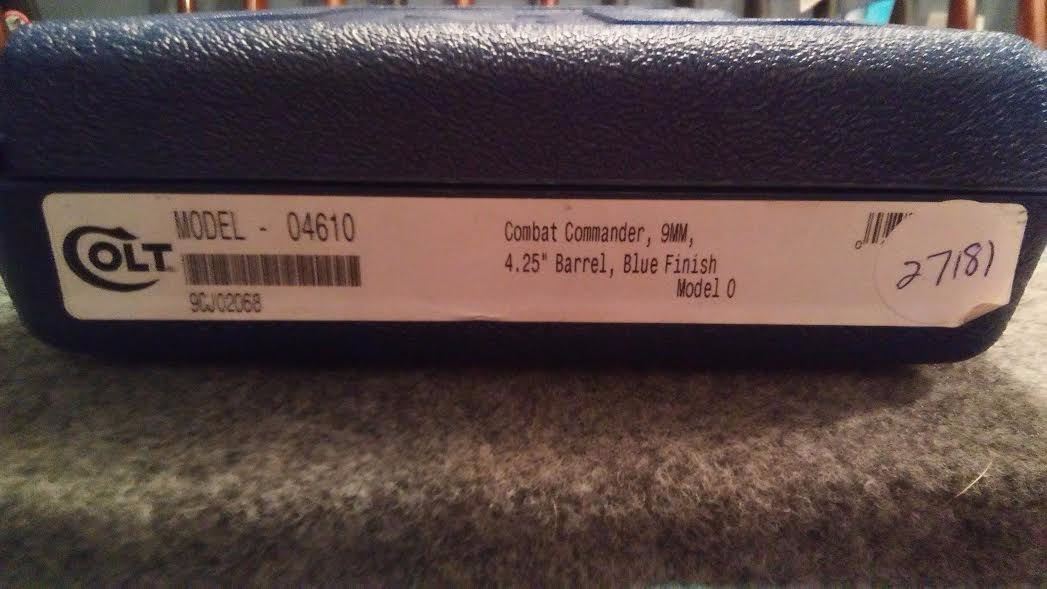 COLT
MODEL - 04610
9CJ02068
Combat Commander, 9MM,
4.25" Barrel, Blue Finish
Model O
27181